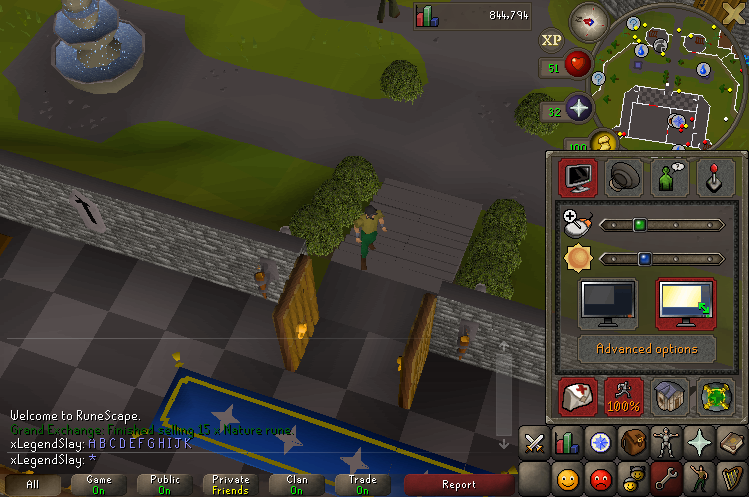 844,794
XP
51
32
100
Advanced options
100%
Welcome to RuneScape.
Grand Exchange: Finished selling 15 x Nature rune.
xLegendSlay: ABCDEFGHIJK
xLegendSlay: *
All
Game
On
Public
On
Private
Friends
Clan
On
Trade
On
Report